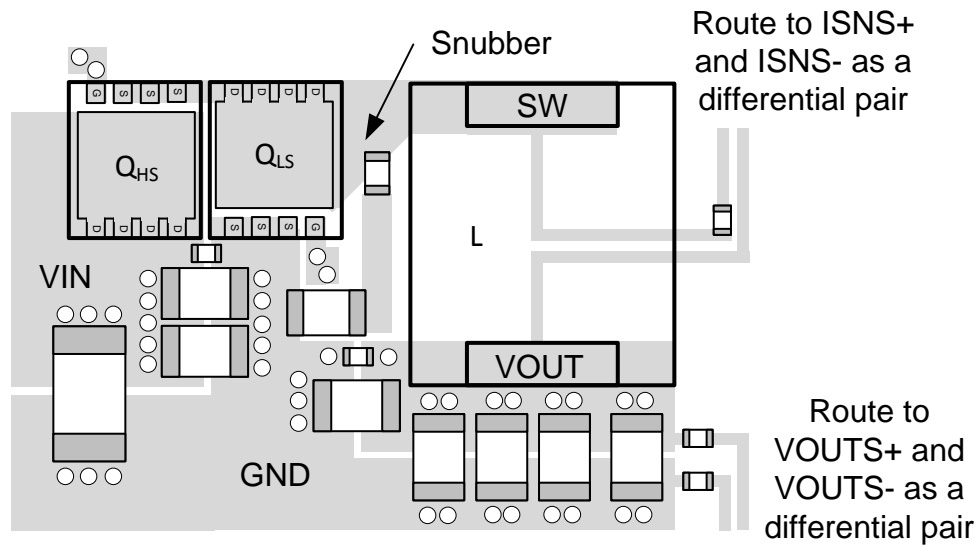 Snubber
Route to ISNS+
and ISNS- as a
differential pair
G S S S
D D D D
SW
QHS
QLS
D D D D
S S S G
L
VIN
VOUT
GND
Route to
VOUTS+ and
VOUTS- as a
differential pair